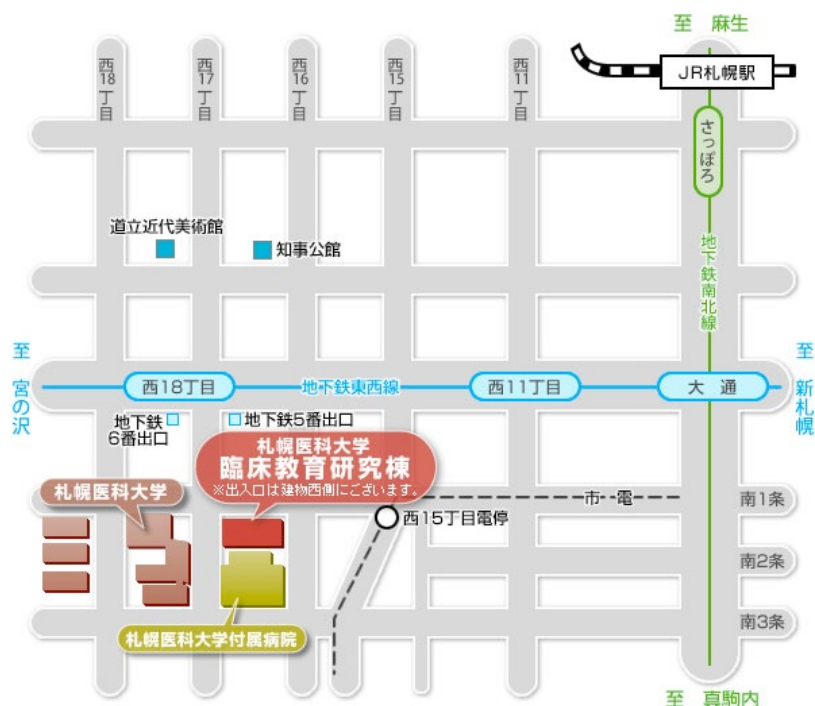 至 麻生
JR札幌駅
西18丁目
西17丁目
西16丁目
西15丁目
西11丁目
さっぽろ
道立近代美術館
知事公館
地下鉄南北線
至 宮の沢
西18丁目
地下鉄東西線
西11丁目
大通
至 新札幌
地下鉄
6番出口
地下鉄5番出口
札幌医科大学
臨床教育研究棟
※出入口は建物西側にございます。
札幌医科大学
市電
南1条
西15丁目電停
南2条
南3条
札幌医科大学付属病院
至 真駒内